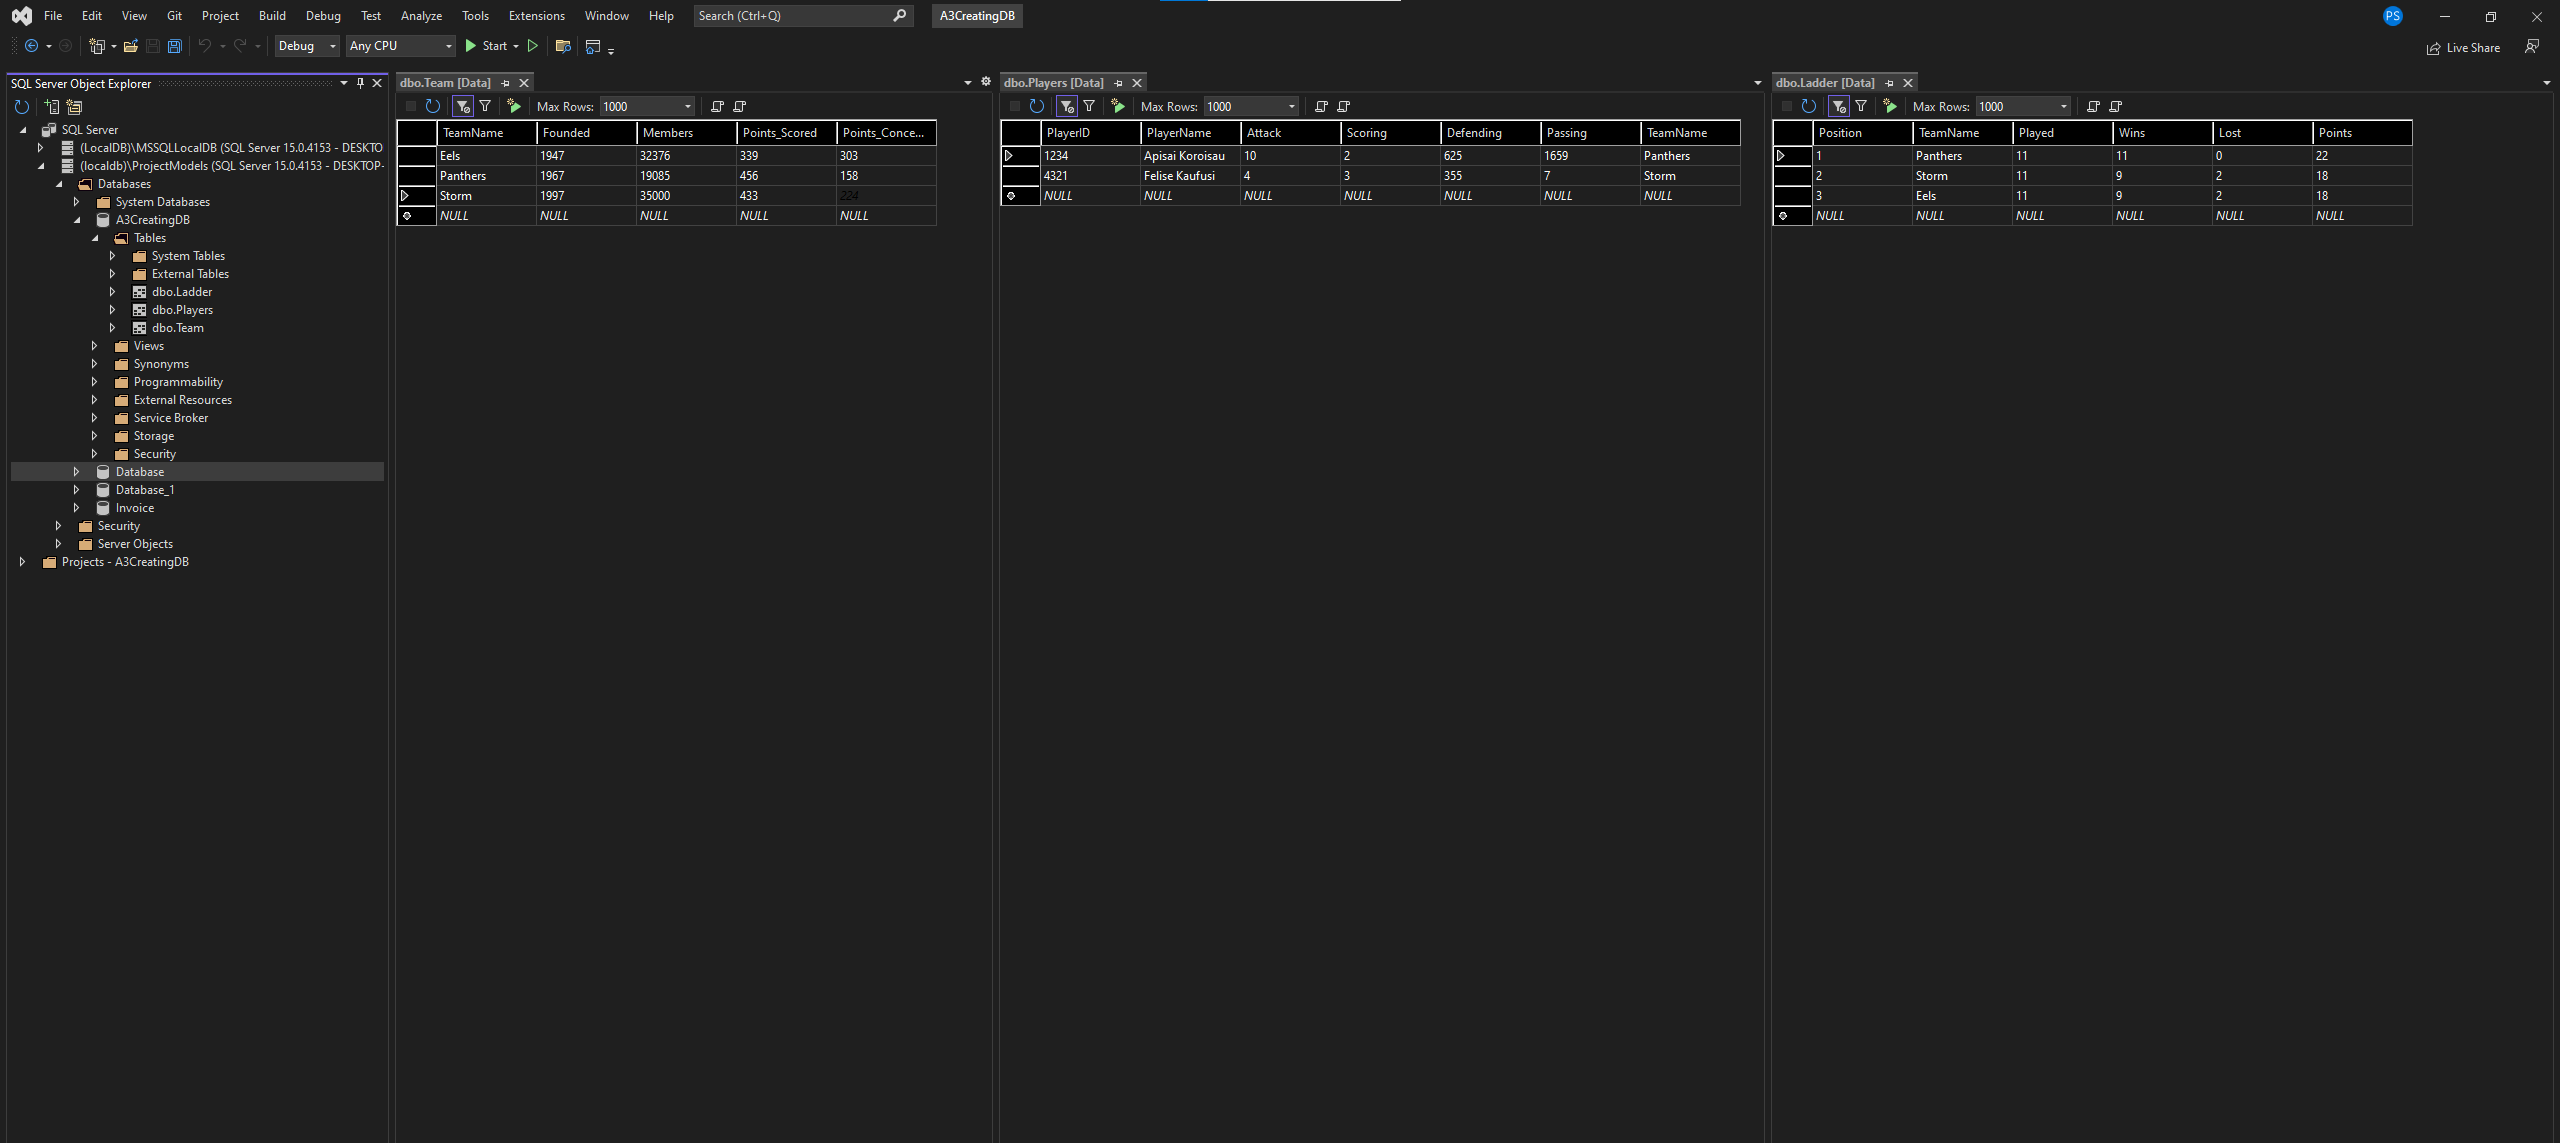 File Edit View Git Project Build Debug Test Analyze Tools Extensions Window Help Search (Ctrl+Q) A3CreatingDB PS
Debug Any CPU Start Live Share
SQL Server Object Explorer
SQL Server
(LocalDB)\MSSQLLocalDB (SQL Server 15.0.4153 - DESKTO
(localdb)\ProjectModels (SQL Server 15.0.4153 - DESKTOP-
Databases
System Databases
A3CreatingDB
Tables
System Tables
External Tables
dbo.Ladder
dbo.Players
dbo.Team
Views
Synonyms
Programmability
External Resources
Service Broker
Storage
Security
Database
Database_1
Invoice
Security
Server Objects
Projects - A3CreatingDB
dbo.Team [Data]
Max Rows: 1000
TeamName Founded Members Points_Scored Points_Conce...
Eels 1947 32376 339 303
Panthers 1967 19085 456 158
Storm 1997 35000 433 224
NULL NULL NULL NULL NULL
dbo.Players [Data]
Max Rows: 1000
PlayerID PlayerName Attack Scoring Defending Passing TeamName
1234 Apisai Koroisau 10 2 625 1659 Panthers
4321 Felise Kaufusi 4 3 355 7 Storm
NULL NULL NULL NULL NULL NULL NULL
dbo.Ladder [Data]
Max Rows: 1000
Position TeamName Played Wins Lost Points
1 Panthers 11 11 0 22
2 Storm 11 9 2 18
3 Eels 11 9 2 18
NULL NULL NULL NULL NULL NULL